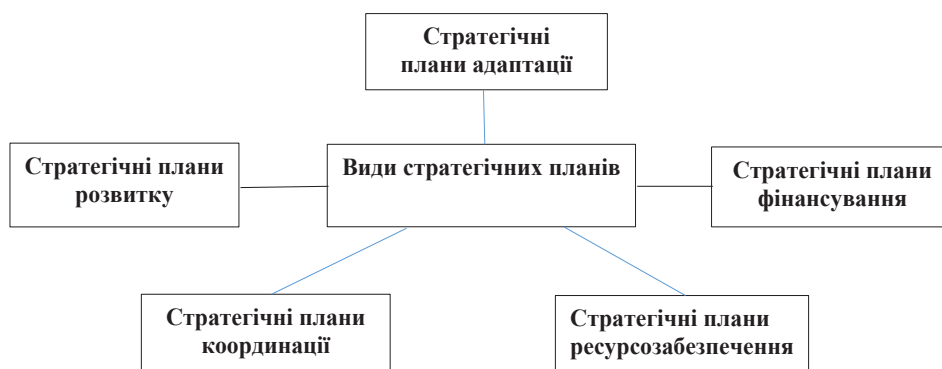 Стратегічні
плани адаптації
Стратегічні плани
розвитку
Види стратегічних планів
Стратегічні плани
фінансування
Стратегічні плани
координації
Стратегічні плани
ресурсозабезпечення